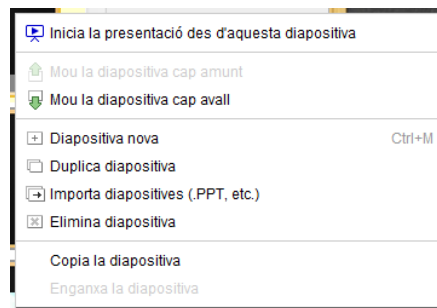 Inicia la presentació des d'aquesta diapositiva
Mou la diapositiva cap amunt
Mou la diapositiva cap avall
Diapositiva nova Ctrl+M
Duplica diapositiva
Importa diapositives (.PPT, etc.)
Elimina diapositiva
Copia la diapositiva
Enganxa la diapositiva